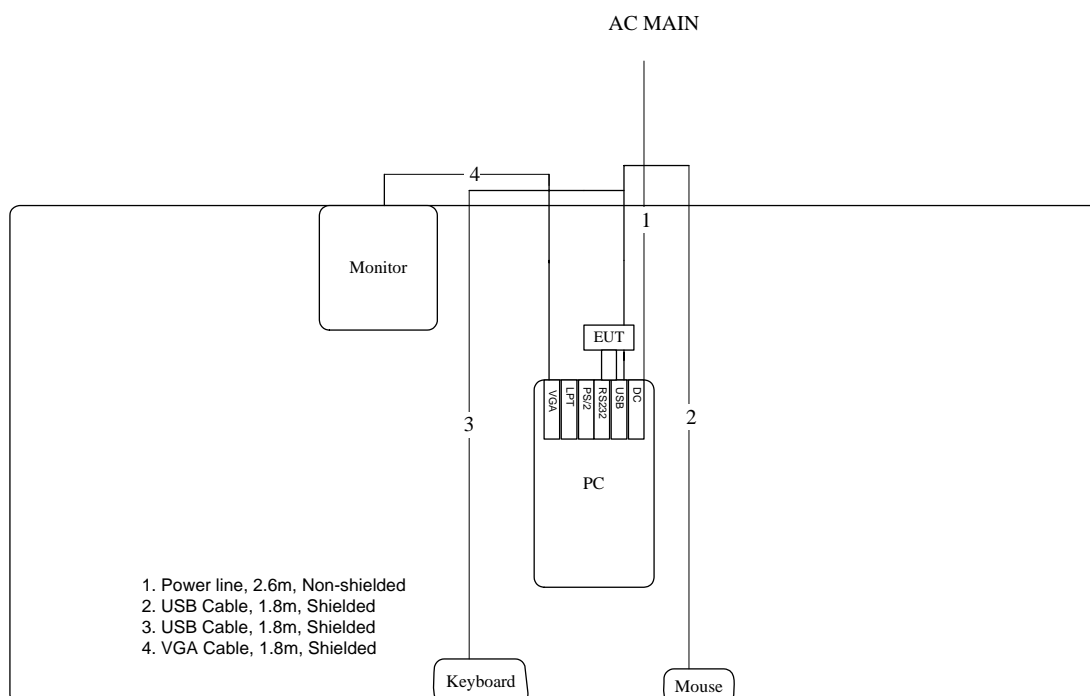 AC MAIN
4
1
Monitor
EUT
VGA
LPT
PS/2
RS232
USB
DC
3
2
PC
1. Power line, 2.6m, Non-shielded
2. USB Cable, 1.8m, Shielded
3. USB Cable, 1.8m, Shielded
4. VGA Cable, 1.8m, Shielded
Keyboard
Mouse